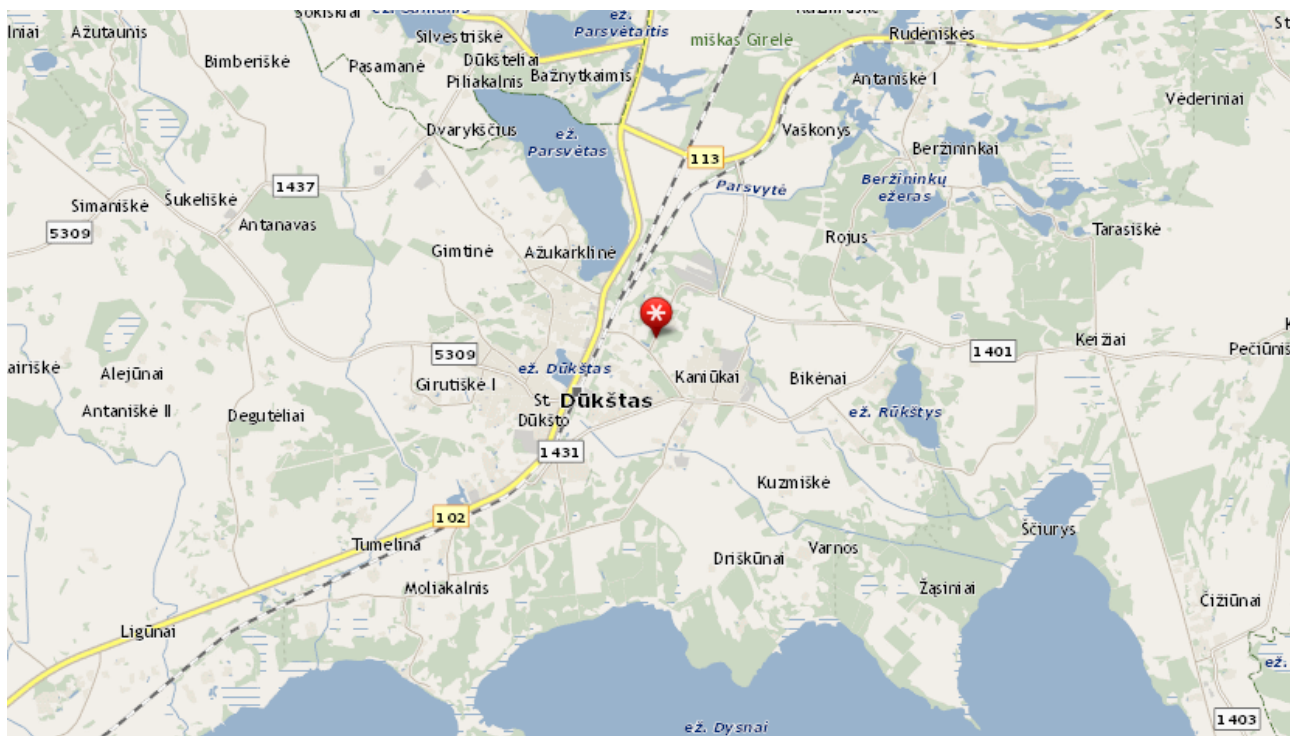 Ažutaunis
Bimberiškė
Pasamanė
Silvestriškė
Dūkšteliai
Piliakalnis
Bažnytkaimis
ež.
Parsvėtaitis
miškas Girelė
Rudeniškės
Antaniškė I
Vėderiniai
Dvarykščius
ež.
Parsvėtas
113
Vaškonys
Beržininkai
Parsvytė
Beržininkų
ežeras
1437
Šukeliškė
Simaniškė
5309
Antanavas
Gimtinė
Ažukarklinė
Rojus
Tarasiškė
5309
Girutiškė I
ež. Dūkštas
Kaniūkai
Bikėnai
1401
Keižiai
Alejūnai
Antaniškė II
Degutėliai
St.
Dūkšto
Dūkštas
ež. Rūkštys
1431
Kuzmiškė
102
Tumelina
Ščiurys
Driškūnai
Varnos
Moliakalnis
Žąsiniai
Čižiūnai
Ligūnai
ež.
ež. Dysnai
1403